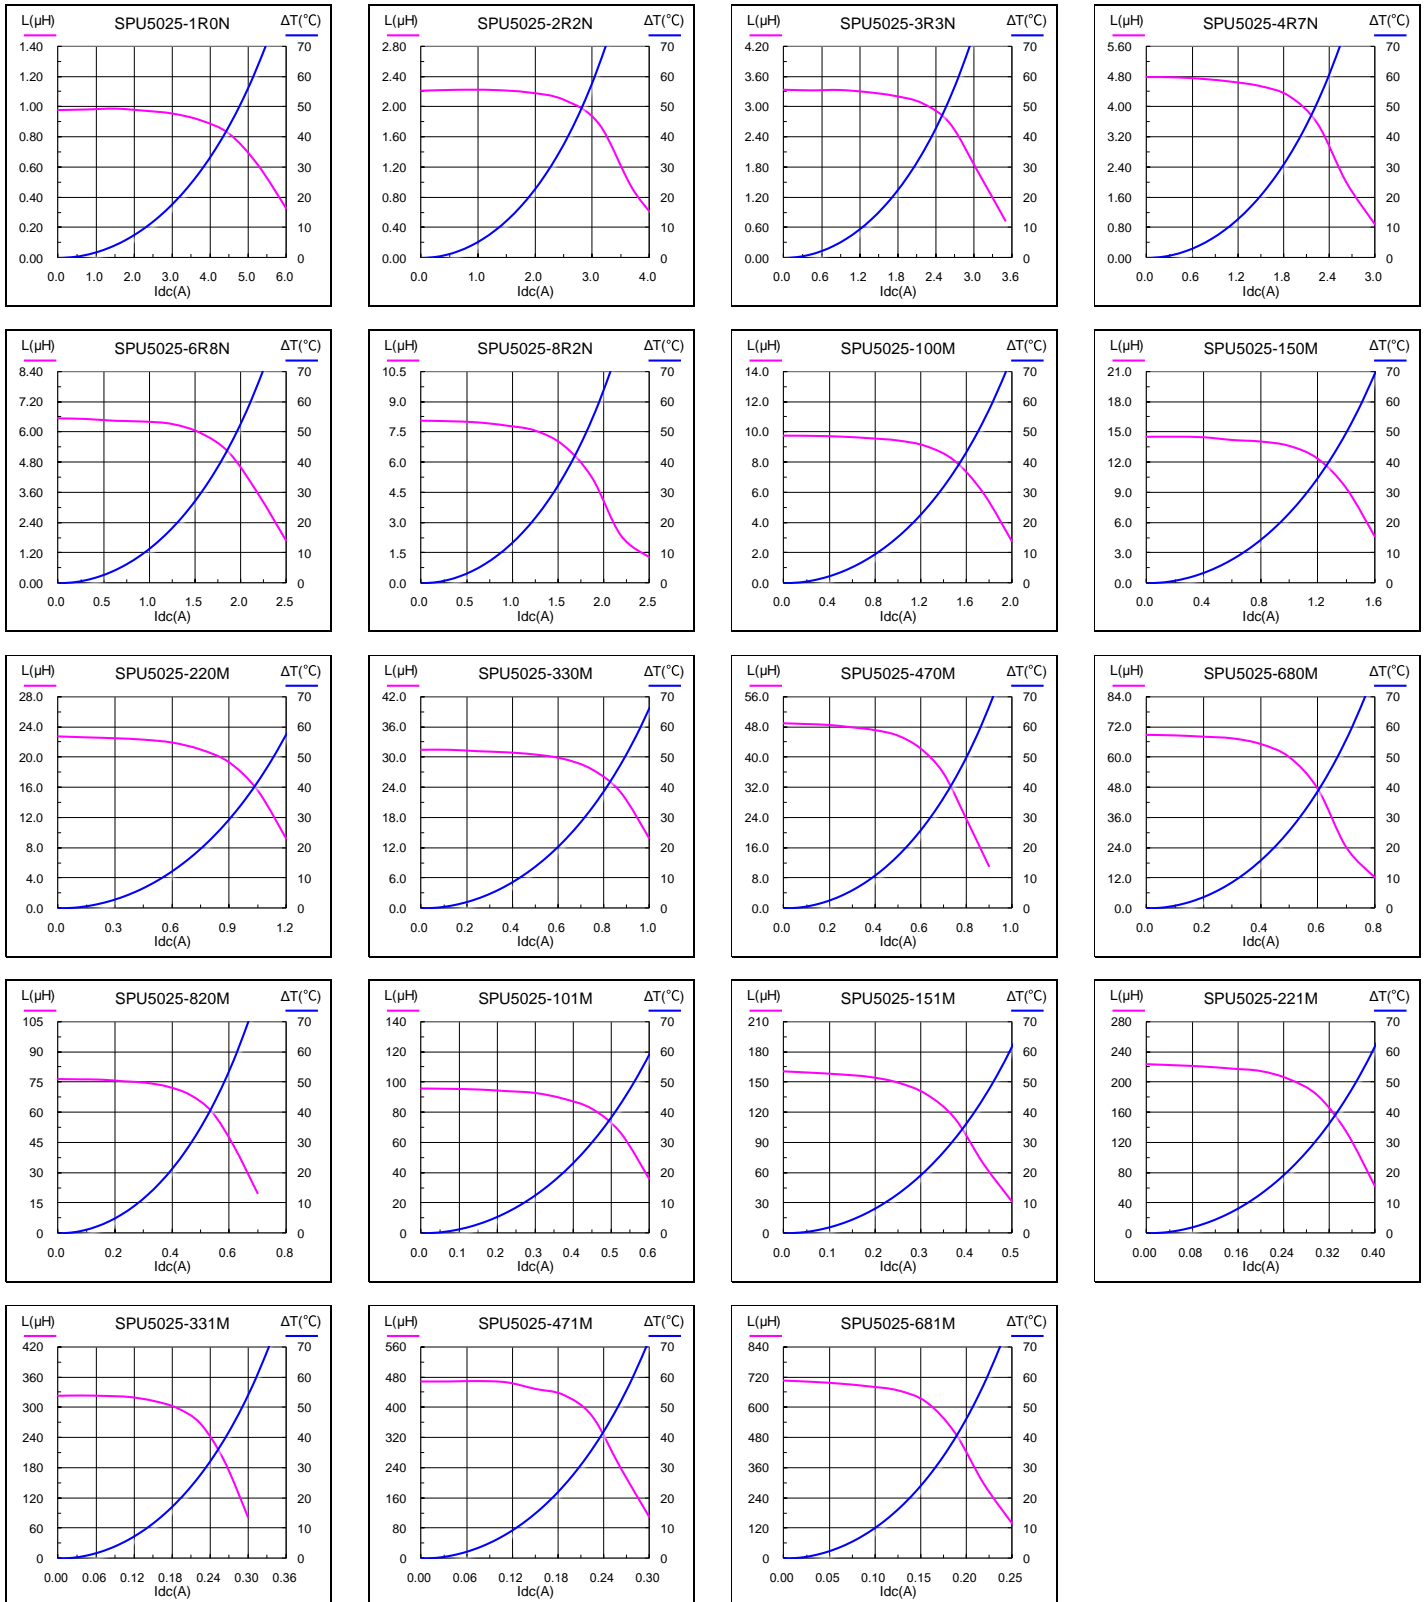 L(μH) SPU5025-1R0N ΔT(℃)
1.40 70
1.20 60
1.00 50
0.80 40
0.60 30
0.40 20
0.20 10
0.00 0
0.0 1.0 2.0 3.0 4.0 5.0 6.0
Idc(A)
L(μH) SPU5025-2R2N ΔT(℃)
2.80 70
2.40 60
2.00 50
1.60 40
1.20 30
0.80 20
0.40 10
0.00 0
0.0 1.0 2.0 3.0 4.0
Idc(A)
L(μH) SPU5025-3R3N ΔT(℃)
4.20 70
3.60 60
3.00 50
2.40 40
1.80 30
1.20 20
0.60 10
0.00 0
0.0 0.6 1.2 1.8 2.4 3.0 3.6
Idc(A)
L(μH) SPU5025-4R7N ΔT(℃)
5.60 70
4.80 60
4.00 50
3.20 40
2.40 30
1.60 20
0.80 10
0.00 0
0.0 0.6 1.2 1.8 2.4 3.0
Idc(A)
L(μH) SPU5025-6R8N ΔT(℃)
8.40 70
7.20 60
6.00 50
4.80 40
3.60 30
2.40 20
1.20 10
0.00 0
0.0 0.5 1.0 1.5 2.0 2.5
Idc(A)
L(μH) SPU5025-8R2N ΔT(℃)
10.5 70
9.0 60
7.5 50
6.0 40
4.5 30
3.0 20
1.5 10
0.0 0
0.0 0.5 1.0 1.5 2.0 2.5
Idc(A)
L(μH) SPU5025-100M ΔT(℃)
14.0 70
12.0 60
10.0 50
8.0 40
6.0 30
4.0 20
2.0 10
0.0 0
0.0 0.4 0.8 1.2 1.6 2.0
Idc(A)
L(μH) SPU5025-150M ΔT(℃)
21.0 70
18.0 60
15.0 50
12.0 40
9.0 30
6.0 20
3.0 10
0.0 0
0.0 0.4 0.8 1.2 1.6
Idc(A)
L(μH) SPU5025-220M ΔT(℃)
28.0 70
24.0 60
20.0 50
16.0 40
12.0 30
8.0 20
4.0 10
0.0 0
0.0 0.3 0.6 0.9 1.2
Idc(A)
L(μH) SPU5025-330M ΔT(℃)
42.0 70
36.0 60
30.0 50
24.0 40
18.0 30
12.0 20
6.0 10
0.0 0
0.0 0.2 0.4 0.6 0.8 1.0
Idc(A)
L(μH) SPU5025-470M ΔT(℃)
56.0 70
48.0 60
40.0 50
32.0 40
24.0 30
16.0 20
8.0 10
0.0 0
0.0 0.2 0.4 0.6 0.8 1.0
Idc(A)
L(μH) SPU5025-680M ΔT(℃)
84.0 70
72.0 60
60.0 50
48.0 40
36.0 30
24.0 20
12.0 10
0.0 0
0.0 0.2 0.4 0.6 0.8
Idc(A)
L(μH) SPU5025-820M ΔT(℃)
105 70
90 60
75 50
60 40
45 30
30 20
15 10
0 0
0.0 0.2 0.4 0.6 0.8
Idc(A)
L(μH) SPU5025-101M ΔT(℃)
140 70
120 60
100 50
80 40
60 30
40 20
20 10
0 0
0.0 0.1 0.2 0.3 0.4 0.5 0.6
Idc(A)
L(μH) SPU5025-151M ΔT(℃)
210 70
180 60
150 50
120 40
90 30
60 20
30 10
0 0
0.0 0.1 0.2 0.3 0.4 0.5
Idc(A)
L(μH) SPU5025-221M ΔT(℃)
280 70
240 60
200 50
160 40
120 30
80 20
40 10
0 0
0.00 0.08 0.16 0.24 0.32 0.40
Idc(A)
L(μH) SPU5025-331M ΔT(℃)
420 70
360 60
300 50
240 40
180 30
120 20
60 10
0 0
0.00 0.06 0.12 0.18 0.24 0.30 0.36
Idc(A)
L(μH) SPU5025-471M ΔT(℃)
560 70
480 60
400 50
320 40
240 30
160 20
80 10
0 0
0.00 0.06 0.12 0.18 0.24 0.30
Idc(A)
L(μH) SPU5025-681M ΔT(℃)
840 70
720 60
600 50
480 40
360 30
240 20
120 10
0 0
0.00 0.05 0.10 0.15 0.20 0.25
Idc(A)